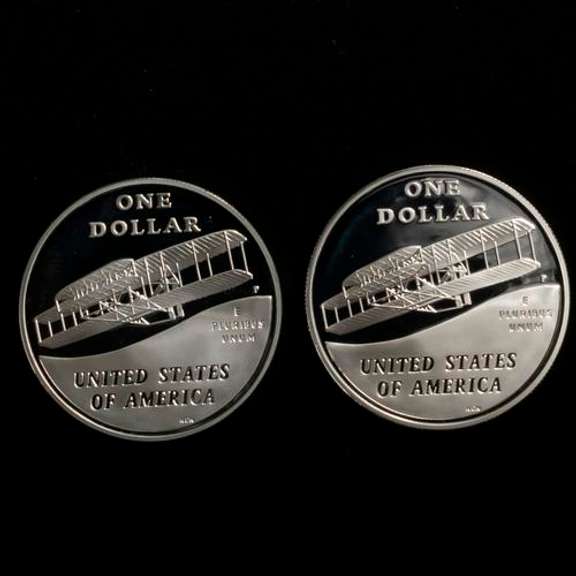 ONE
DOLLAR
P
E
PLURIBUS
UNUM
UNITED STATES
OF AMERICA
ONE
DOLLAR
P
E
PLURIBUS
UNUM
UNITED STATES
OF AMERICA